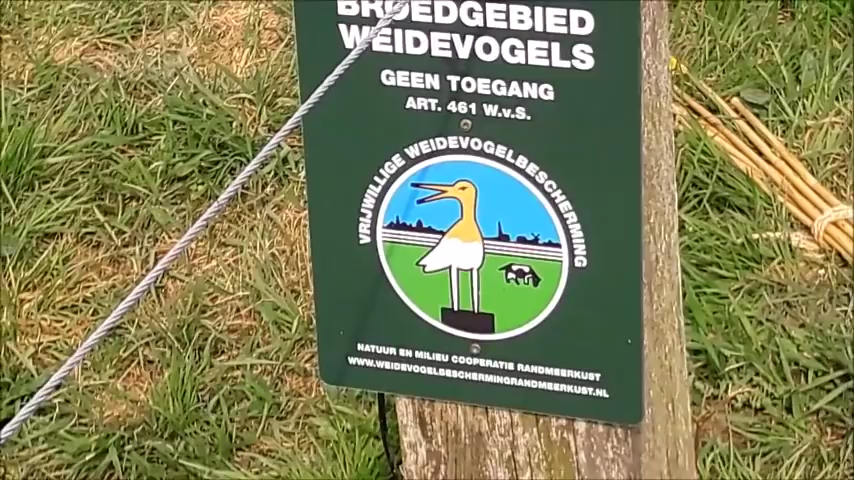 BROEDGEBIED
WEIDEVOGELS
GEEN TOEGANG
ART. 461 W.v.S.
VRIJWILLIGE WEIDEVOGELBESCHERMING
NATUUR EN MILIEU COOPERATIE RANDMEERKUST
WWW.WEIDEVOGELBESCHERMINGRANDMEERKUST.NL